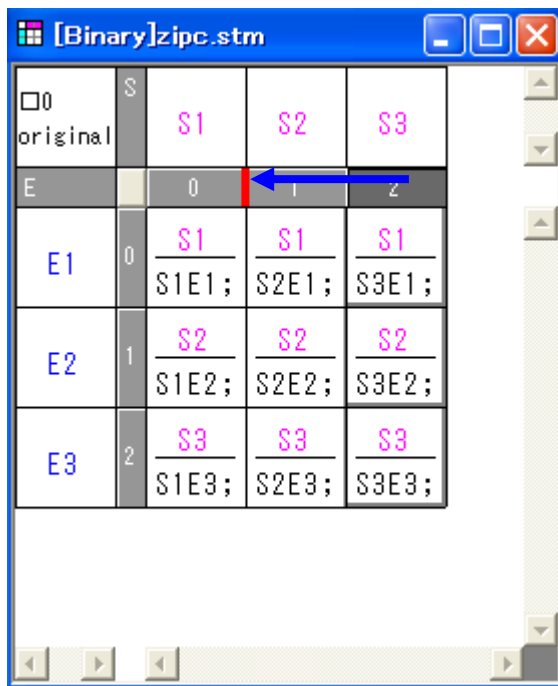 [Binary]zipc.stm
□0 original S S1 S2 S3
E 0 1 2
E1 0 S1 S1 S1
S1E1; S2E1; S3E1;
E2 1 S2 S2 S2
S1E2; S2E2; S3E2;
E3 2 S3 S3 S3
S1E3; S2E3; S3E3;